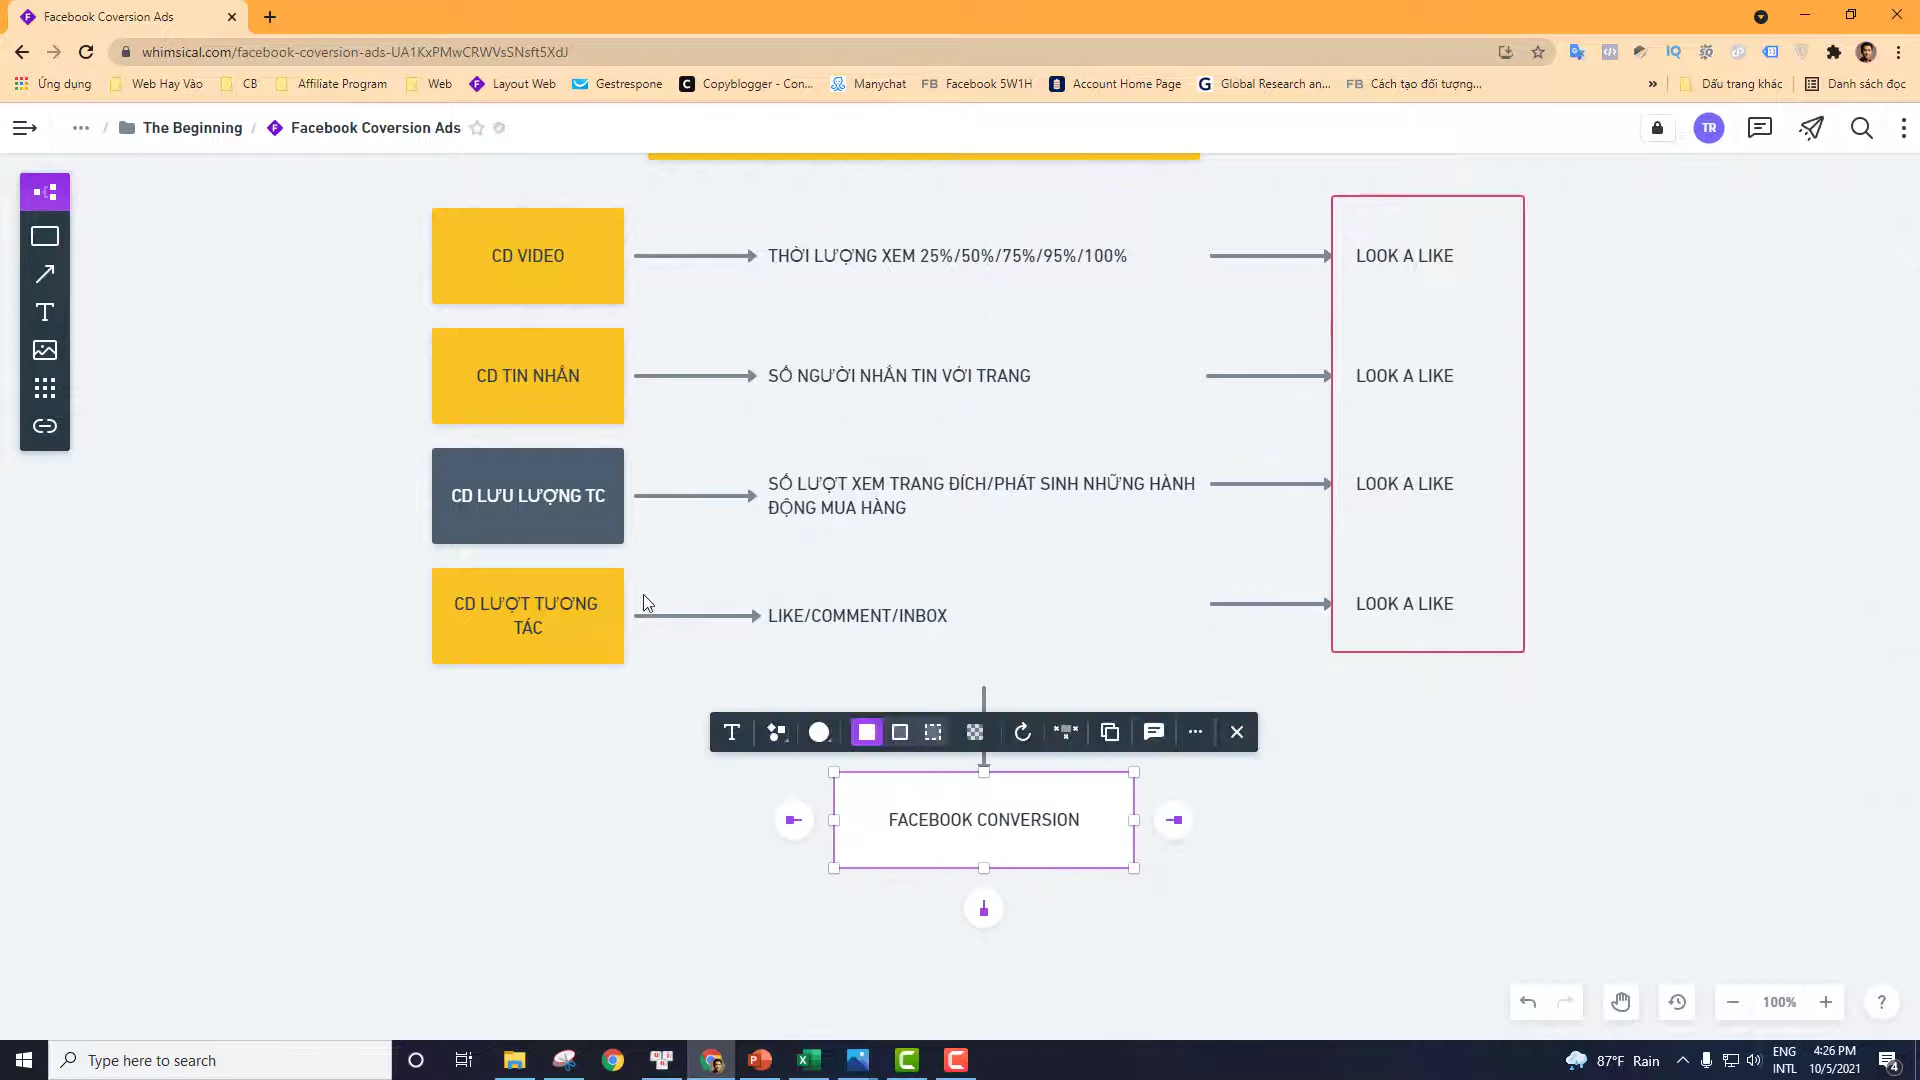 Facebook Coversion Ads
whimsical.com/facebook-coversion-ads-UA1KxPMwCRWVsSNsft5XdJ
Ứng dụng
Web Hay Vào
CB
Affiliate Program
Web
Layout Web
Gestrespone
Copyblogger - Con...
Manychat
FB Facebook 5W1H
Account Home Page
Global Research an...
FB Cách tạo đối tượng...
»
Dấu trang khác
Danh sách đọc
... / The Beginning / Facebook Coversion Ads
TR
CD VIDEO
THỜI LƯỢNG XEM 25%/50%/75%/95%/100%
LOOK A LIKE
CD TIN NHẮN
SỐ NGƯỜI NHẮN TIN VỚI TRANG
LOOK A LIKE
CD LƯU LƯỢNG TC
SỐ LƯỢT XEM TRANG ĐÍCH/PHÁT SINH NHỮNG HÀNH
ĐỘNG MUA HÀNG
LOOK A LIKE
CD LƯỢT TƯƠNG
TÁC
LIKE/COMMENT/INBOX
LOOK A LIKE
T
FACEBOOK CONVERSION
100%
?
Type here to search
87°F Rain
ENG
INTL
4:26 PM
10/5/2021
4